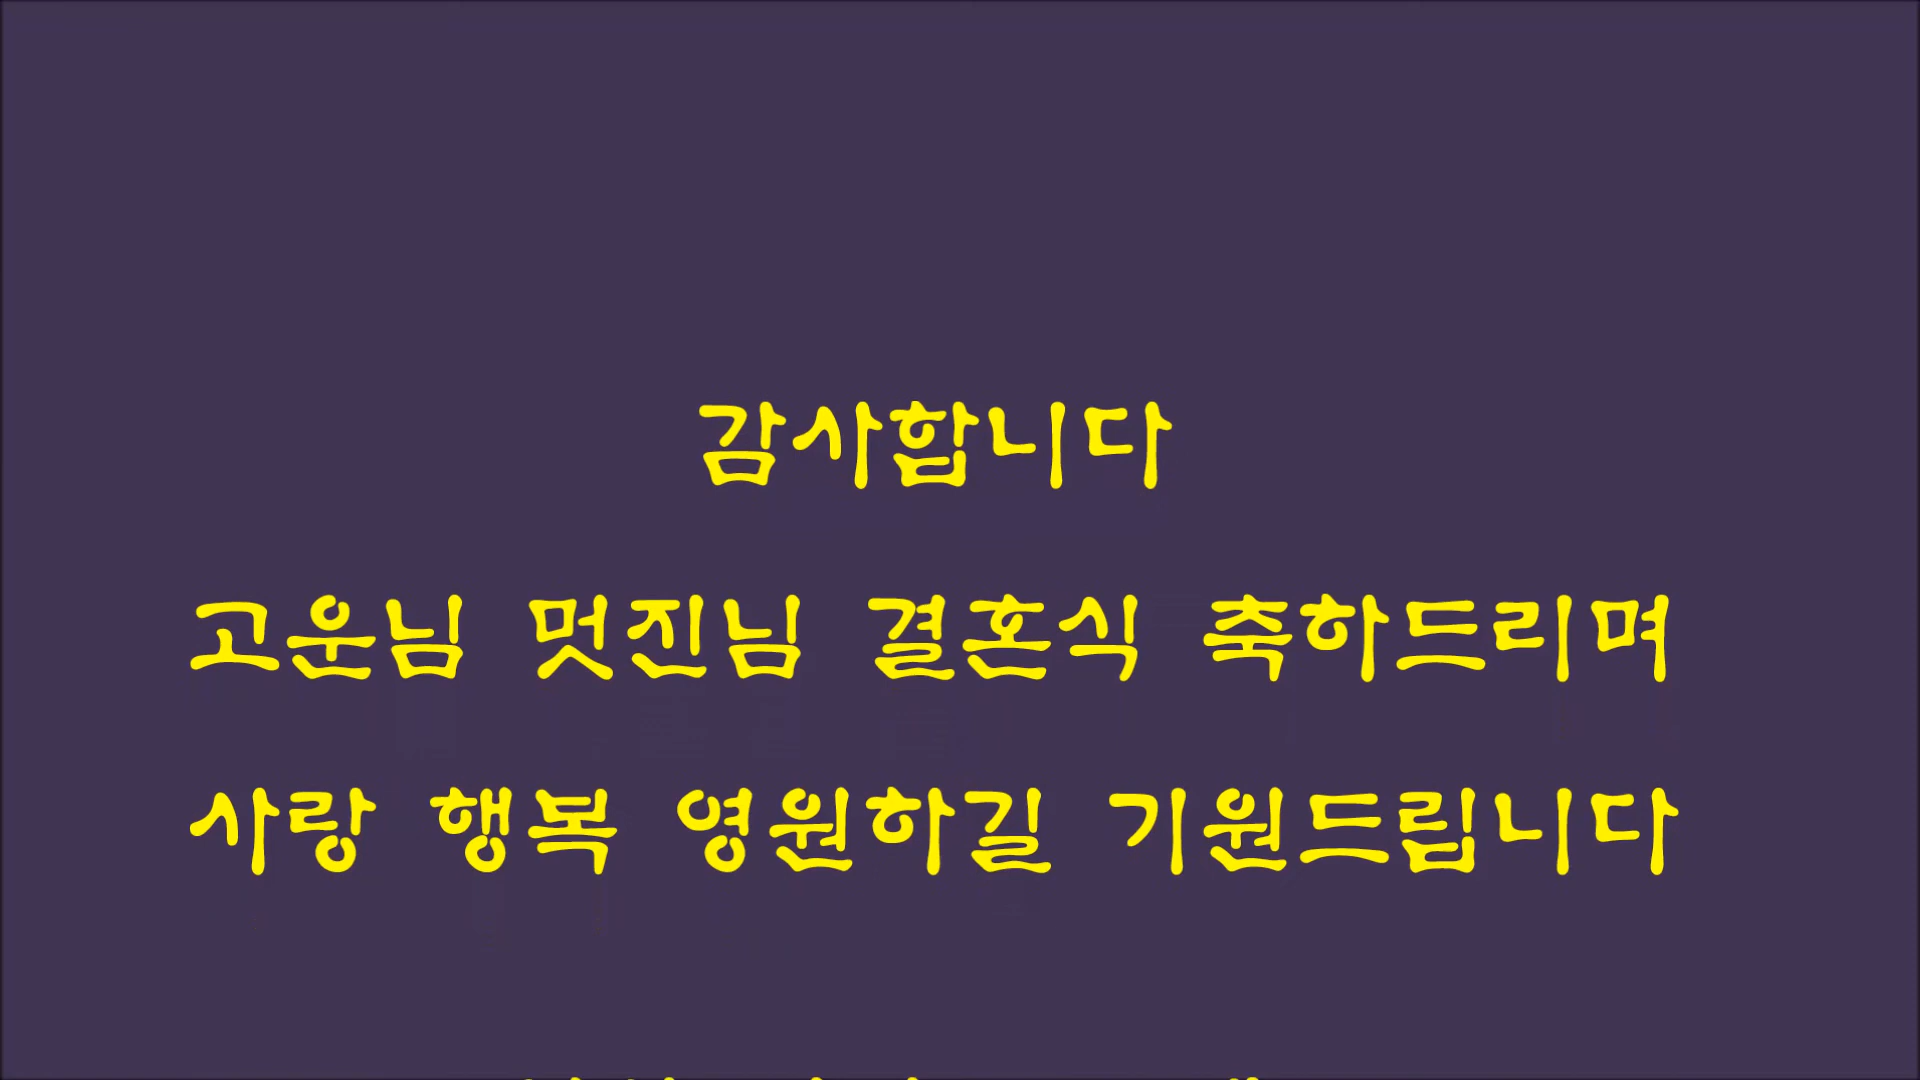 감사합니다
고운님 멋진님 결혼식 축하드리며
사랑 행복 영원하길 기원드립니다